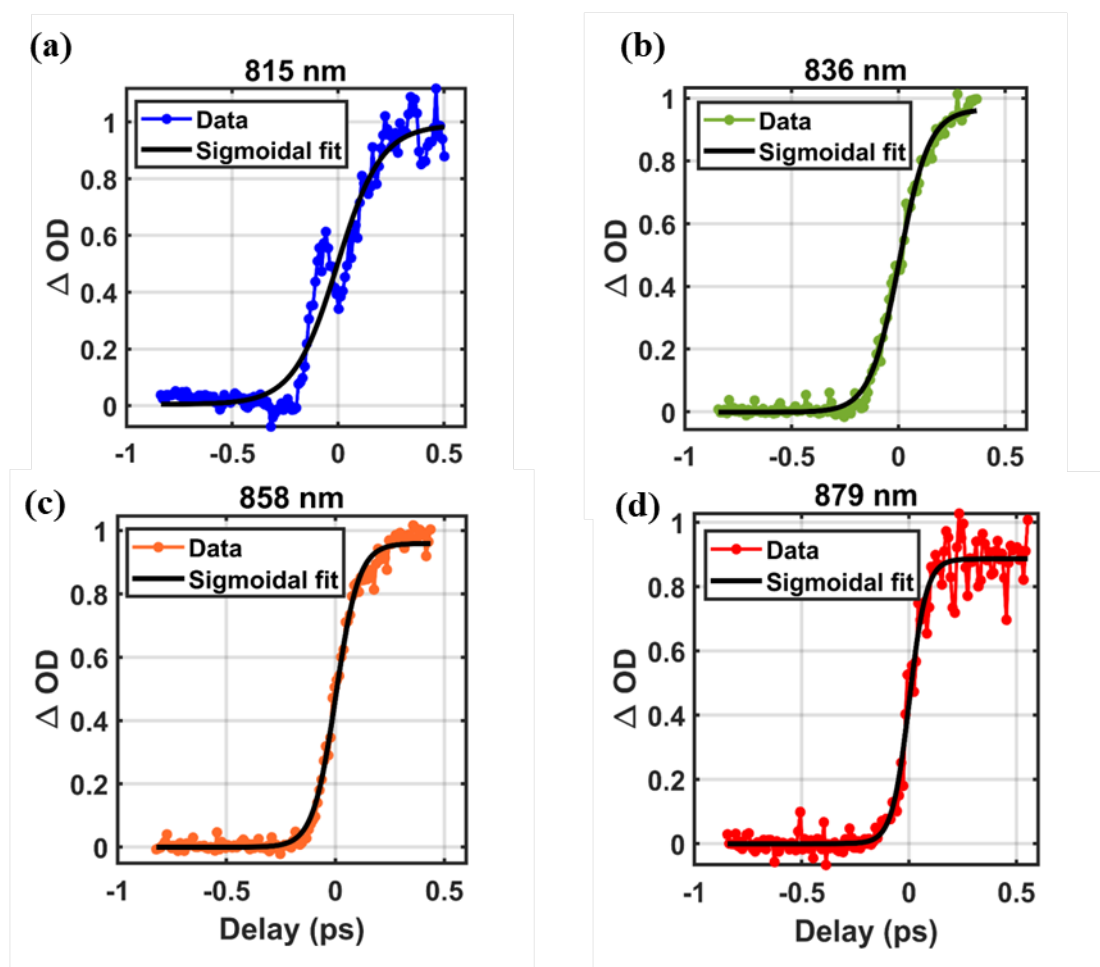 (a)
815 nm
Data
Sigmoidal fit
1
0.8
0.6
0.4
0.2
0
Δ OD
-1 -0.5 0 0.5
(b)
836 nm
Data
Sigmoidal fit
1
0.8
0.6
0.4
0.2
0
Δ OD
-1 -0.5 0 0.5
(c)
858 nm
Data
Sigmoidal fit
1
0.8
0.6
0.4
0.2
0
Δ OD
-1 -0.5 0 0.5
Delay (ps)
(d)
879 nm
Data
Sigmoidal fit
1
0.8
0.6
0.4
0.2
0
Δ OD
-1 -0.5 0 0.5
Delay (ps)